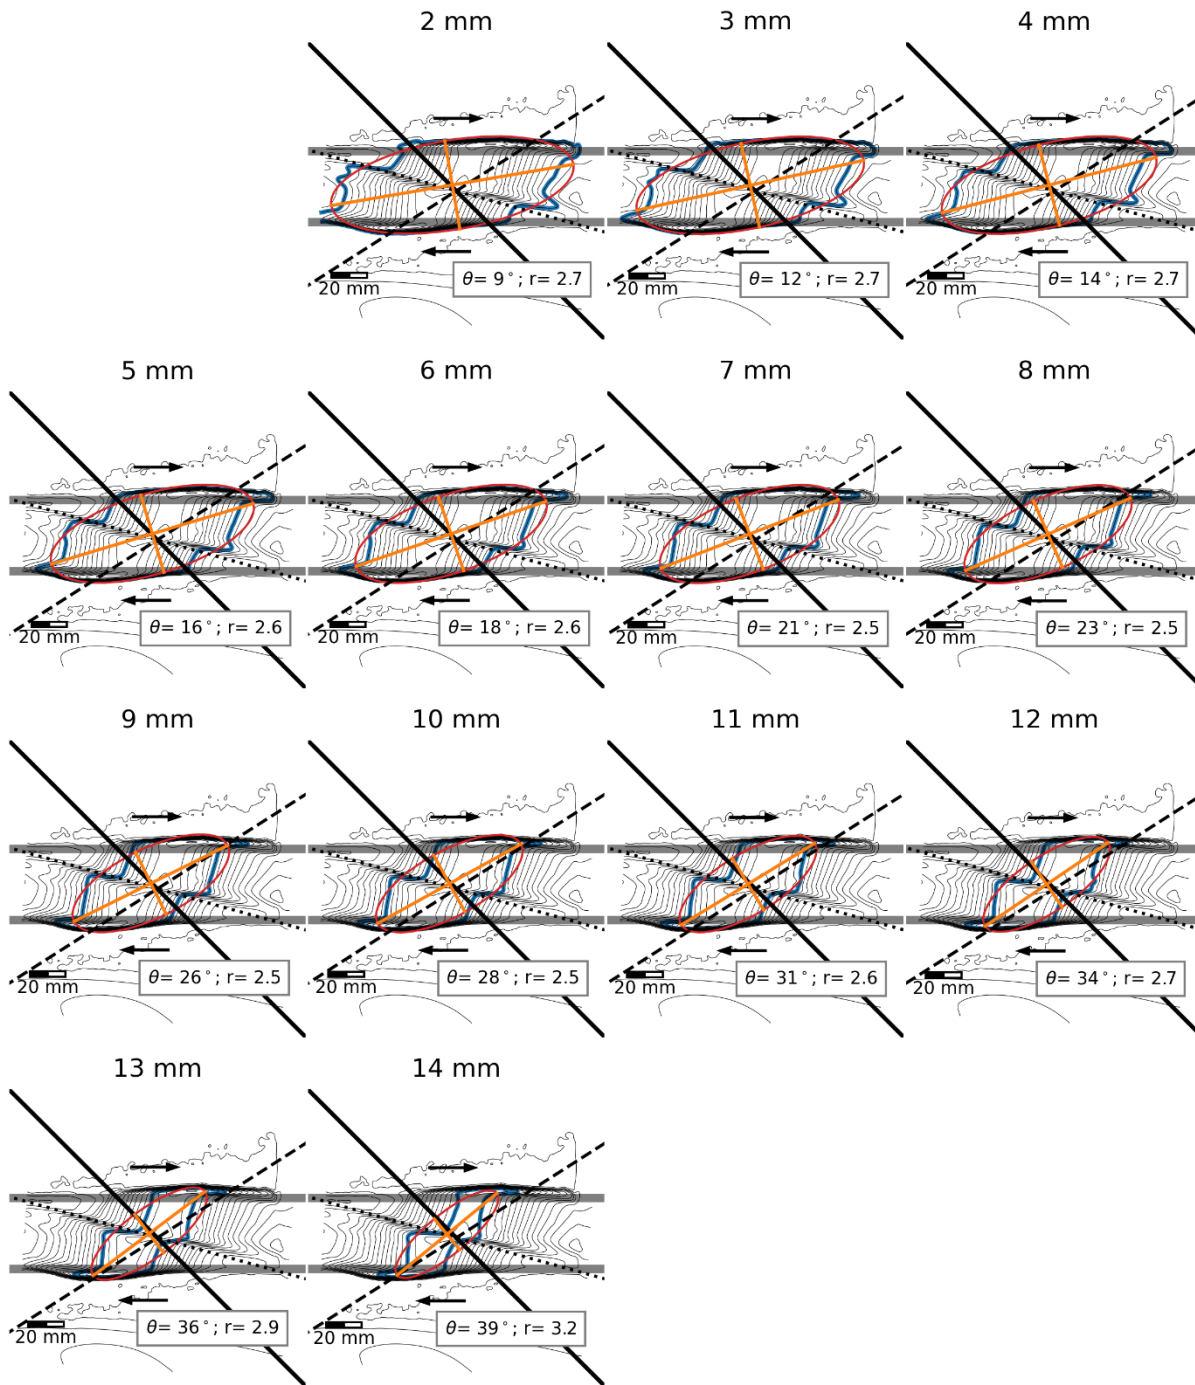 2 mm
3 mm
4 mm
20 mm
θ= 9°; r= 2.7
20 mm
θ= 12°; r= 2.7
20 mm
θ= 14°; r= 2.7
5 mm
6 mm
7 mm
8 mm
20 mm
θ= 16°; r= 2.6
20 mm
θ= 18°; r= 2.6
20 mm
θ= 21°; r= 2.5
20 mm
θ= 23°; r= 2.5
9 mm
10 mm
11 mm
12 mm
20 mm
θ= 26°; r= 2.5
20 mm
θ= 28°; r= 2.5
20 mm
θ= 31°; r= 2.6
20 mm
θ= 34°; r= 2.7
13 mm
14 mm
20 mm
θ= 36°; r= 2.9
20 mm
θ= 39°; r= 3.2